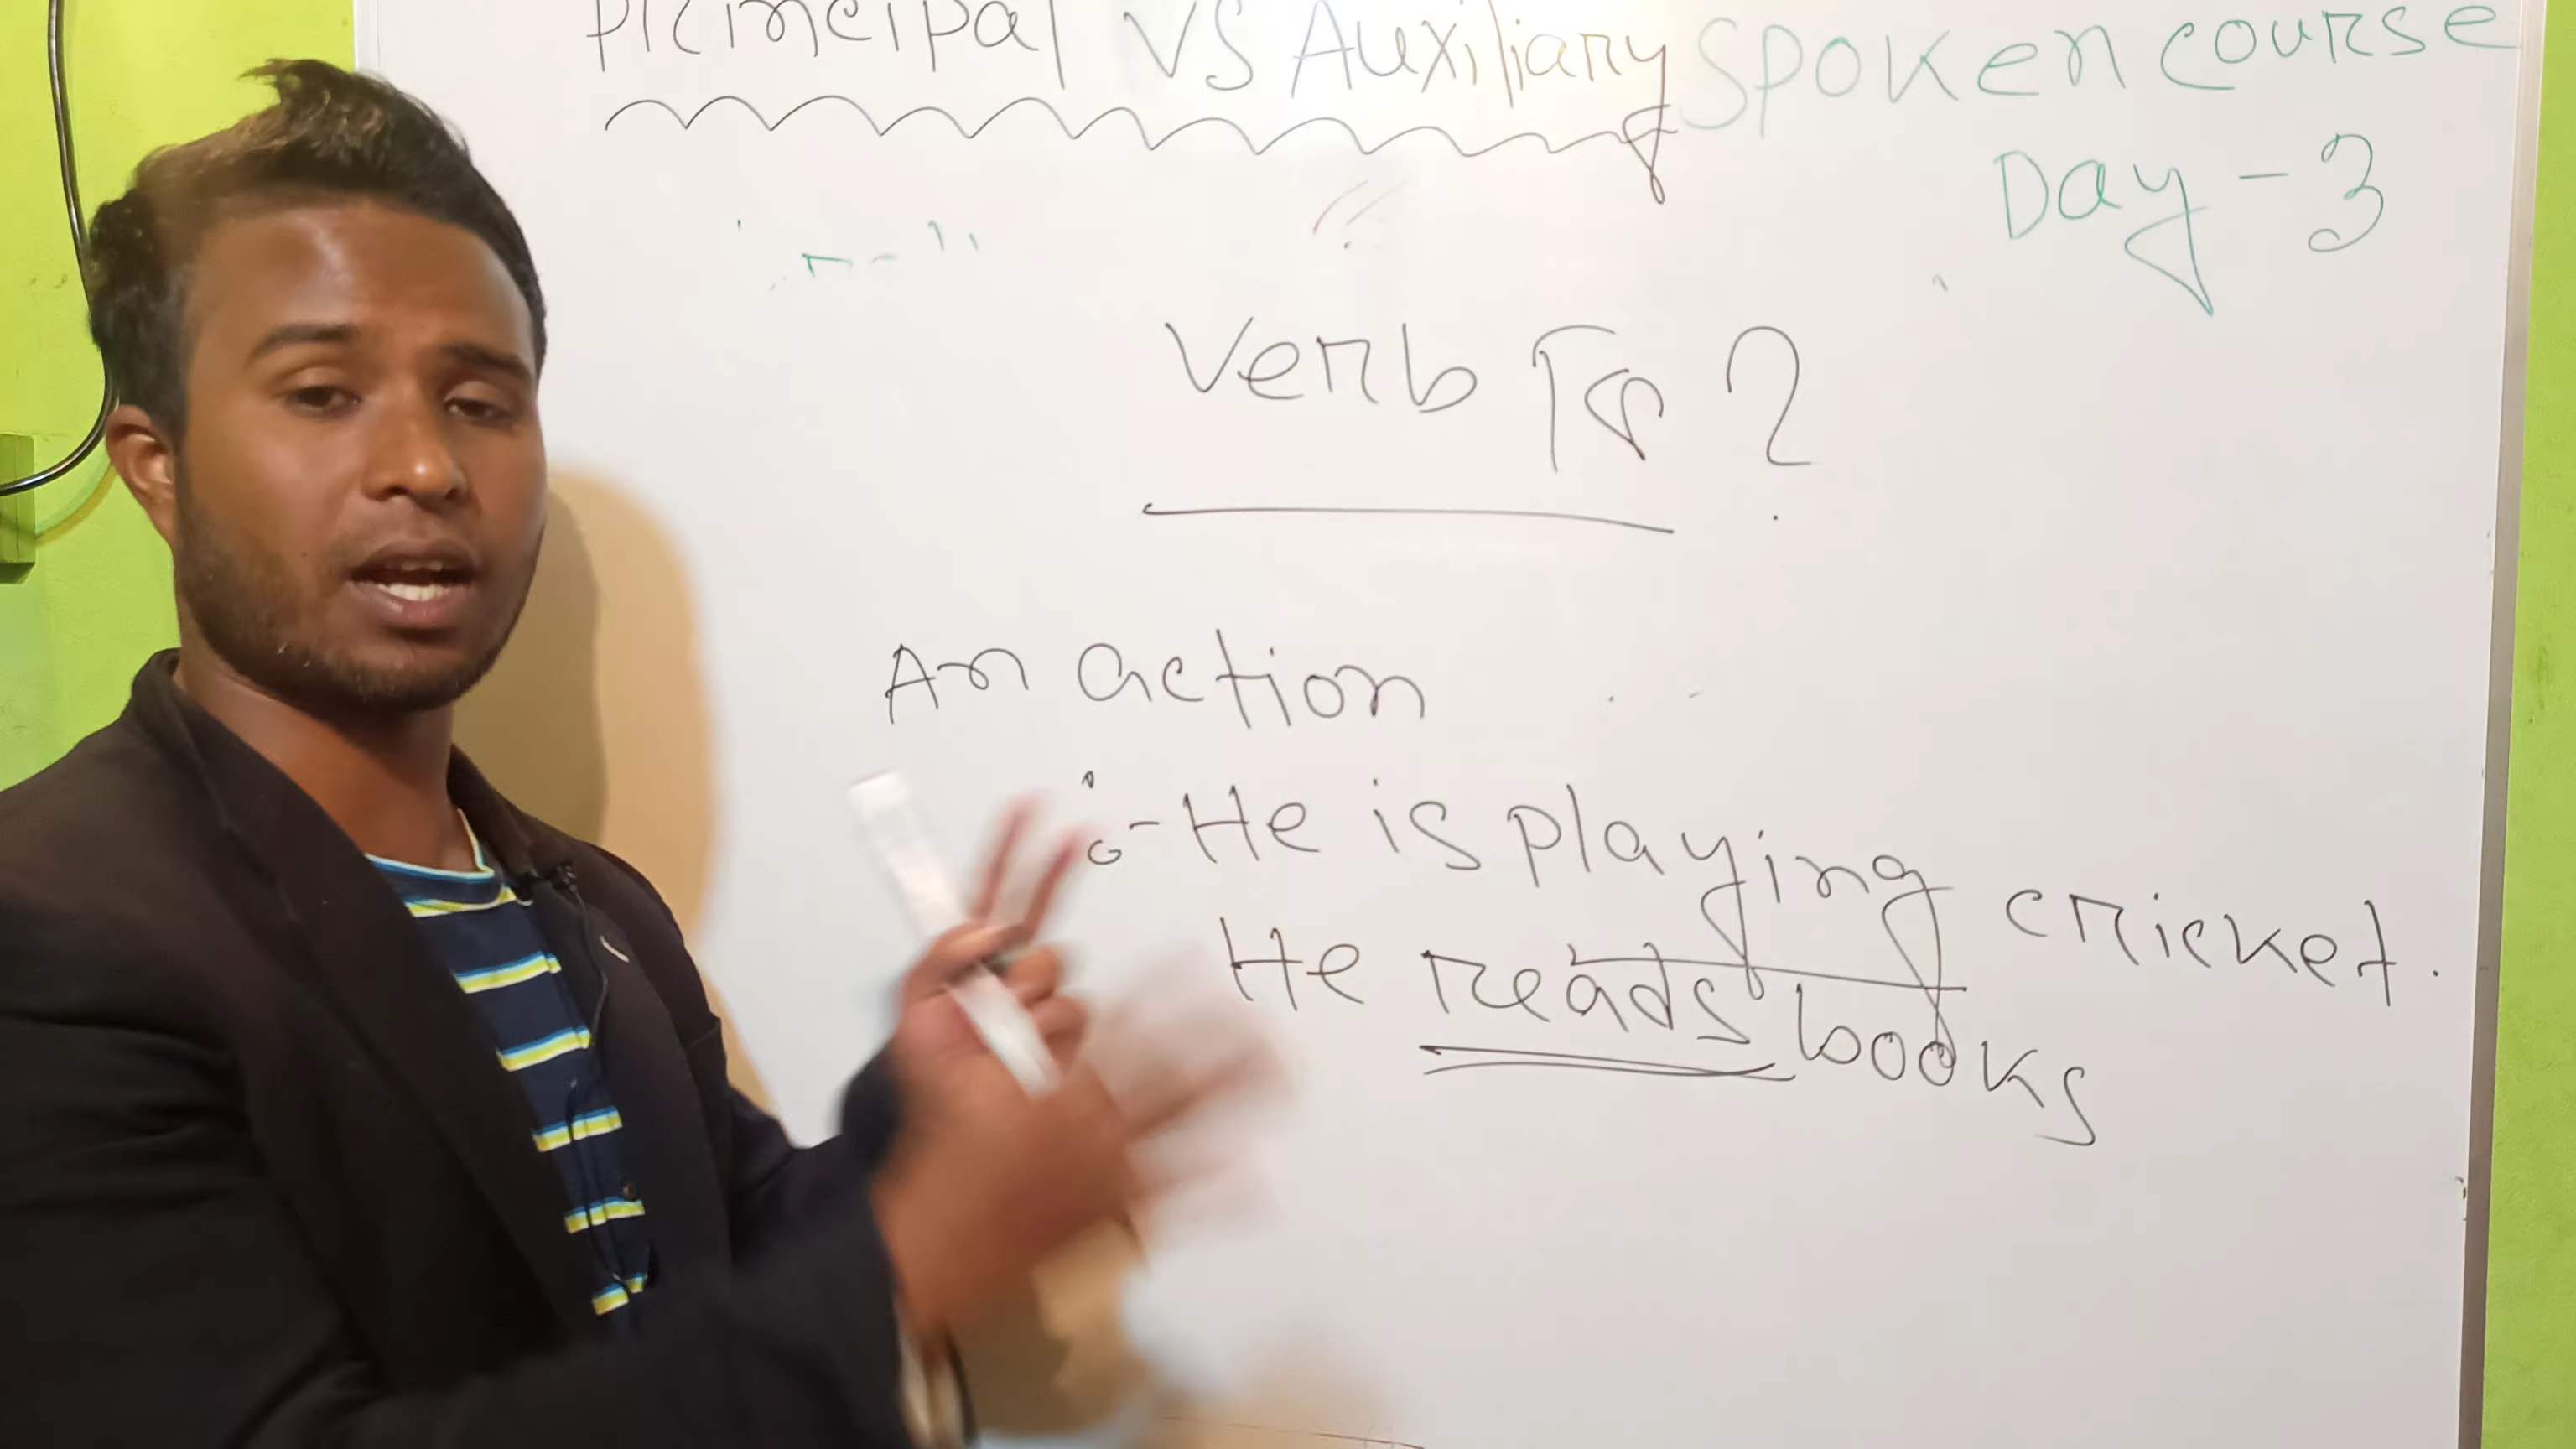 Principal VS Auxiliary
Spoken course
Day - 3
Verb কি ?
An action
:- He is playing cricket.
He reads books